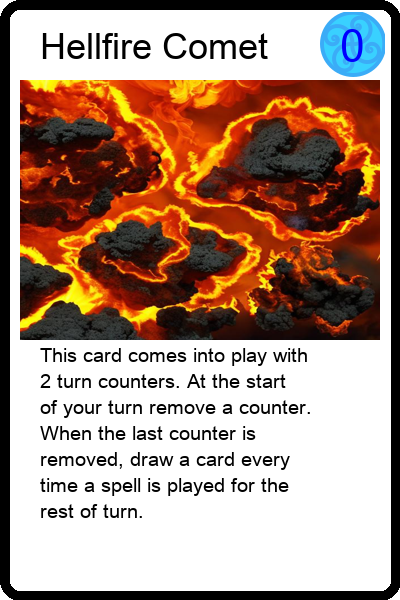 Hellfire Comet
0
This card comes into play with
2 turn counters. At the start
of your turn remove a counter.
When the last counter is
removed, draw a card every
time a spell is played for the
rest of turn.